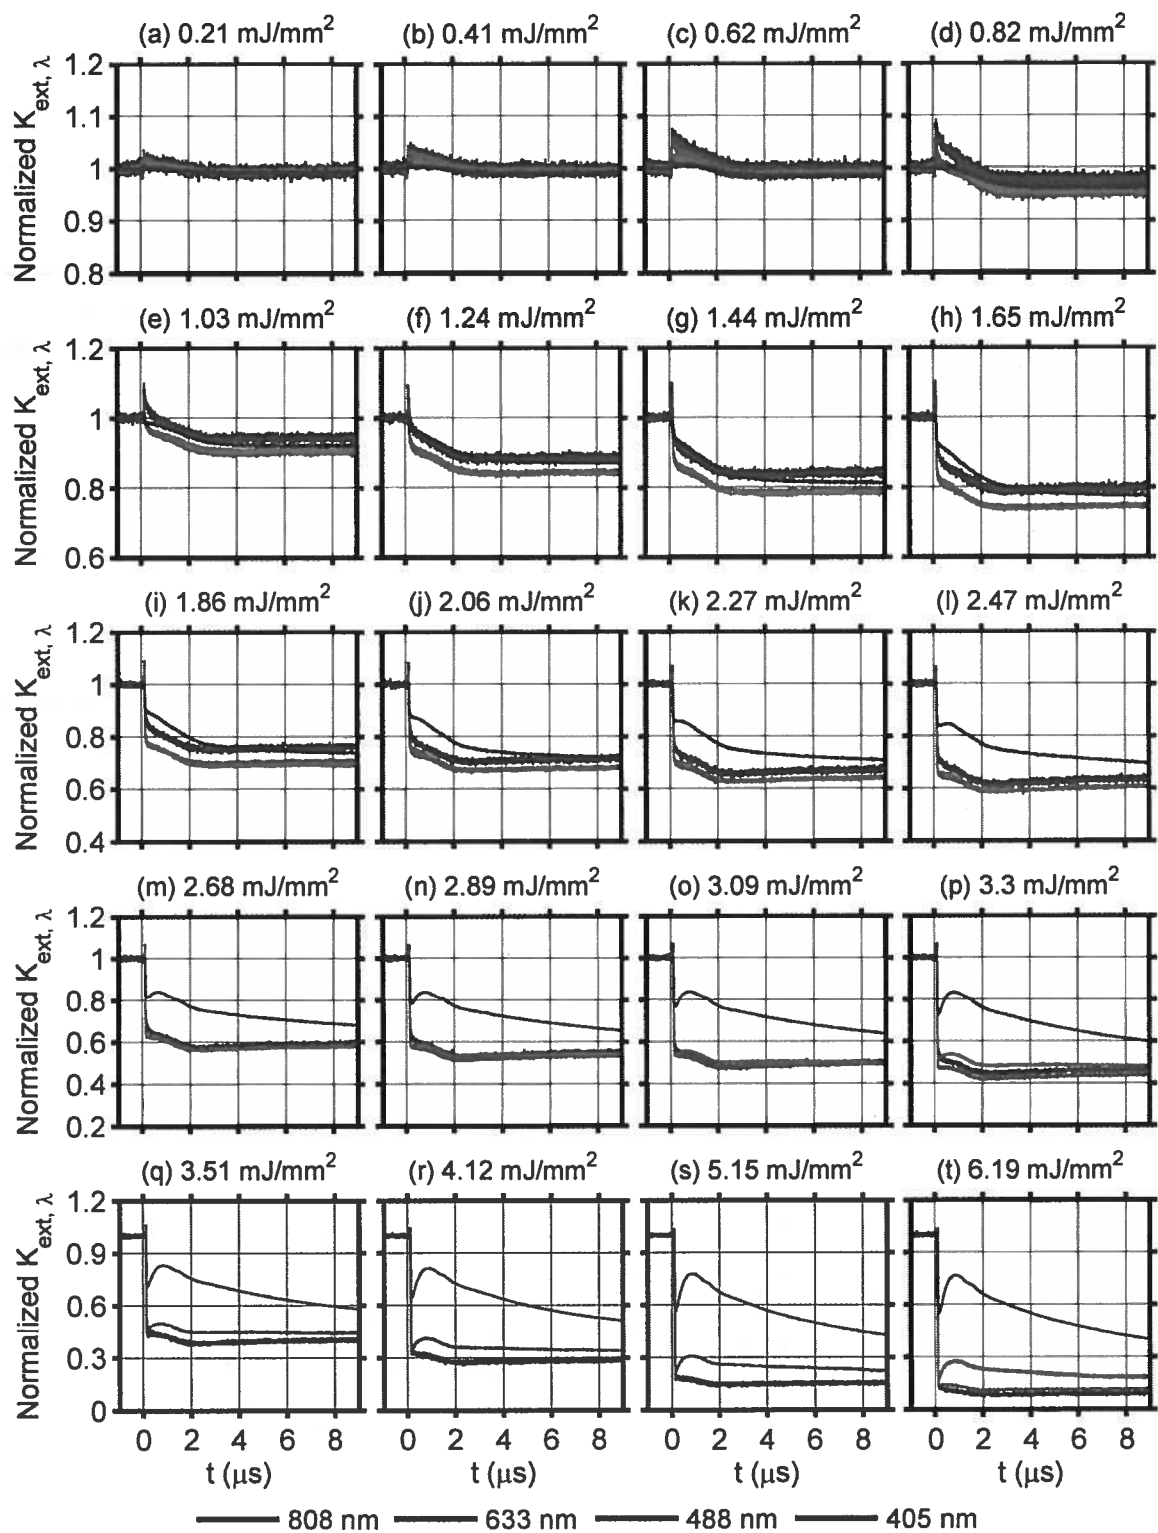 (a) 0.21 mJ/mm² (b) 0.41 mJ/mm² (c) 0.62 mJ/mm² (d) 0.82 mJ/mm²
Normalized K_ext, λ
1.2
1.1
1
0.9
0.8
(e) 1.03 mJ/mm² (f) 1.24 mJ/mm² (g) 1.44 mJ/mm² (h) 1.65 mJ/mm²
Normalized K_ext, λ
1.2
1
0.8
0.6
(i) 1.86 mJ/mm² (j) 2.06 mJ/mm² (k) 2.27 mJ/mm² (l) 2.47 mJ/mm²
Normalized K_ext, λ
1.2
1
0.8
0.6
0.4
(m) 2.68 mJ/mm² (n) 2.89 mJ/mm² (o) 3.09 mJ/mm² (p) 3.3 mJ/mm²
Normalized K_ext, λ
1.2
1
0.8
0.6
0.4
0.2
(q) 3.51 mJ/mm² (r) 4.12 mJ/mm² (s) 5.15 mJ/mm² (t) 6.19 mJ/mm²
Normalized K_ext, λ
1.2
0.9
0.6
0.3
0
0 2 4 6 8 0 2 4 6 8 0 2 4 6 8 0 2 4 6 8
t (μs) t (μs) t (μs) t (μs)
808 nm 633 nm 488 nm 405 nm